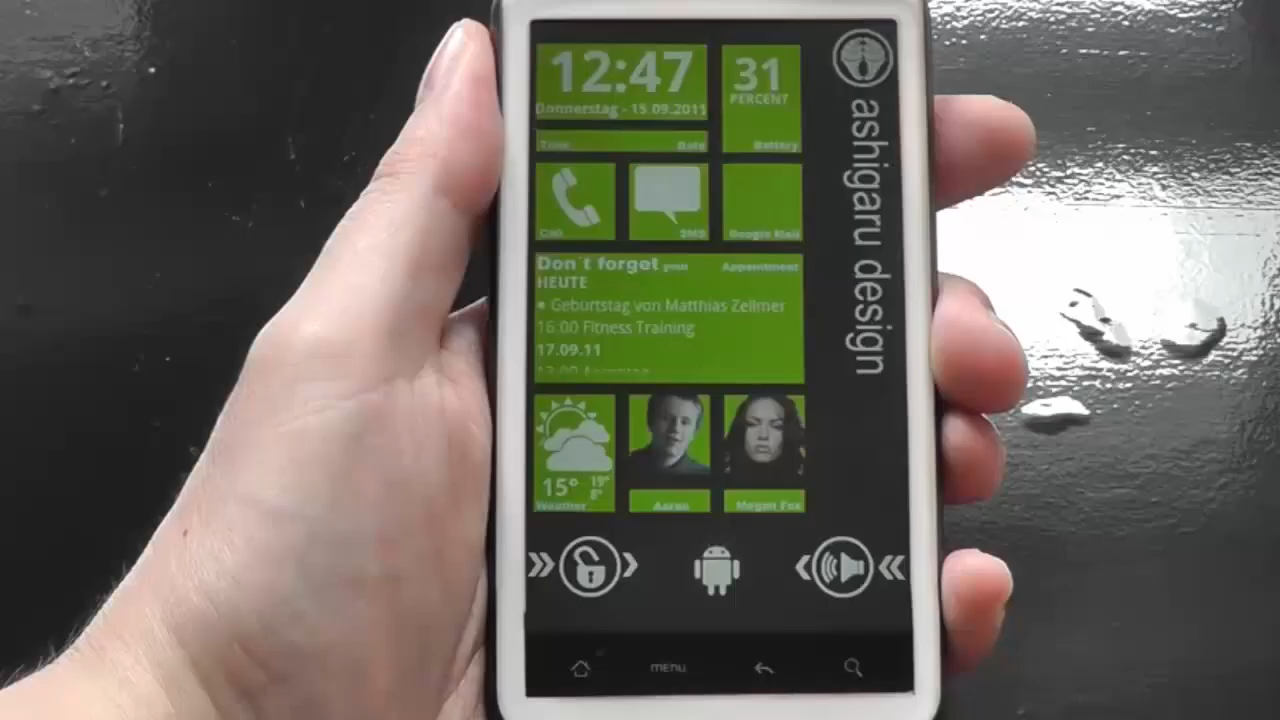 12:47
Donnerstag - 15.09.2011
Time Date
31
PERCENT
Battery
ashigaru design
Call
SMS
Google Mail
Don´t forget your Appointment
HEUTE
• Geburtstag von Matthias Zellmer
16:00 Fitness Training
17.09.11
15° 19° 8°
Weather
Aaron
Megan Fox
menu